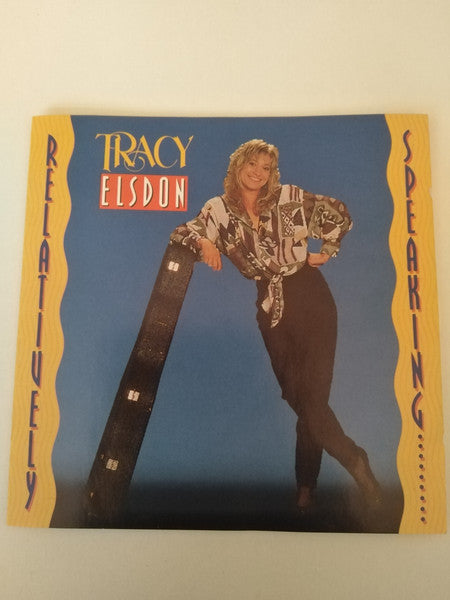 TRACY
ELSDON
RELATIVELY
SPEAKING.........